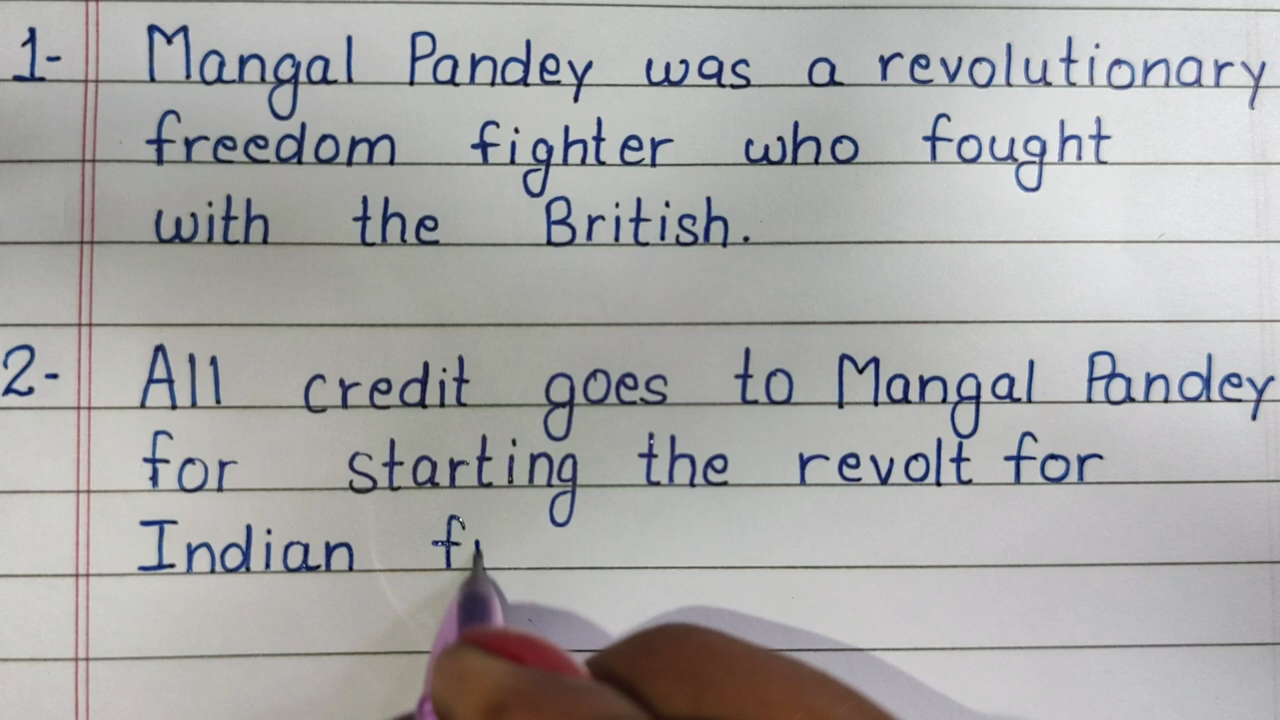 1- Mangal Pandey was a revolutionary
freedom fighter who fought
with the British.
2- All credit goes to Mangal Pandey
for starting the revolt for
Indian